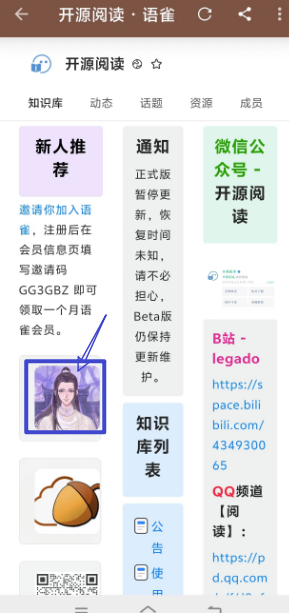 开源阅读 · 语雀
开源阅读
知识库
动态
话题
资源
成员
新人推
荐
邀请你加入语
雀，注册后在
会员信息页填
写邀请码
GG3GBZ 即可
领取一个月语
雀会员。
通知
正式版
暂停更
新，恢
复时间
未知，
请不必
担心，
Beta版
仍保持
更新维
护。
知识
库列
表
公
告
使
用
微信公
众号 -
开源阅
读
B站 -
legado
https://s
pace.bili
bili.com/
4349300
65
QQ频道
【阅
读】：
https://p
d.qq.com